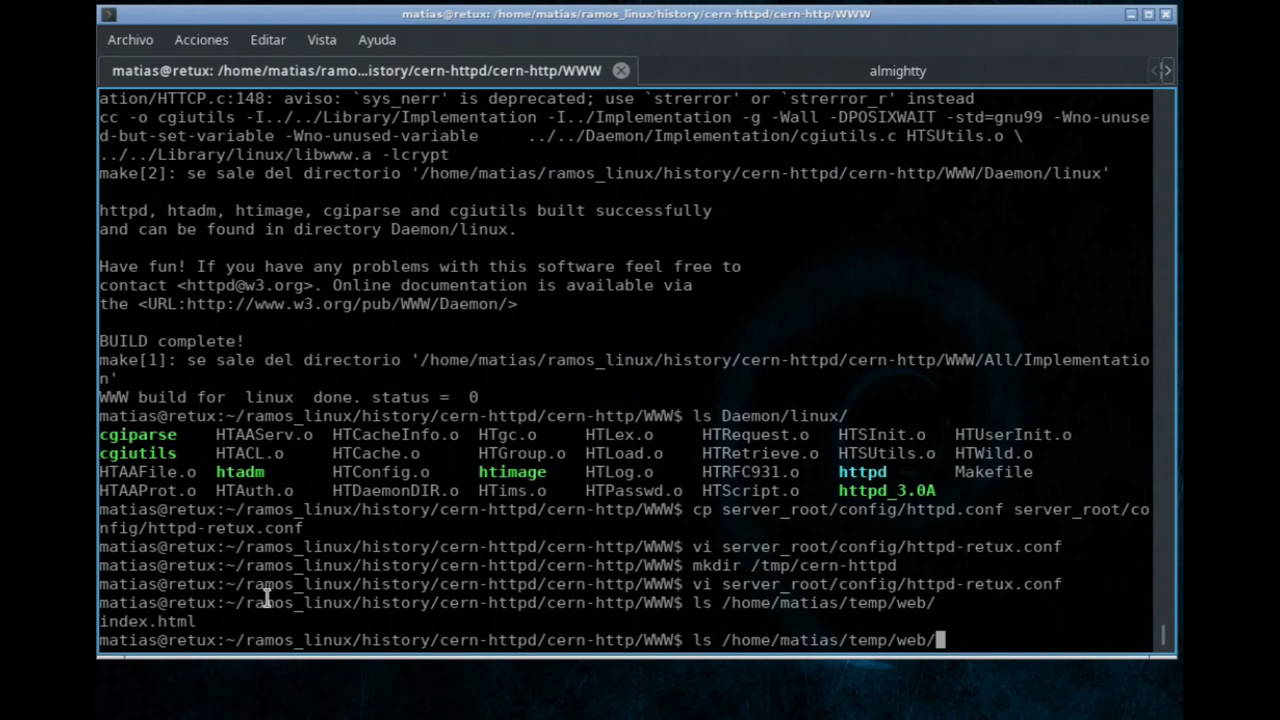 matias@retux: /home/matias/ramos_linux/history/cern-httpd/cern-http/WWW
Archivo Acciones Editar Vista Ayuda
matias@retux: /home/matias/ramo...istory/cern-httpd/cern-http/WWW almightty
ation/HTTCP.c:148: aviso: `sys_nerr' is deprecated; use `strerror' or `strerror_r' instead
cc -o cgiutils -I../../Library/Implementation -I../Implementation -g -Wall -DPOSIXWAIT -std=gnu99 -Wno-unuse
d-but-set-variable -Wno-unused-variable ../../Daemon/Implementation/cgiutils.c HTSUtils.o \
../../Library/linux/libwww.a -lcrypt
make[2]: se sale del directorio '/home/matias/ramos_linux/history/cern-httpd/cern-http/WWW/Daemon/linux'
httpd, htadm, htimage, cgiparse and cgiutils built successfully
and can be found in directory Daemon/linux.
Have fun! If you have any problems with this software feel free to
contact <httpd@w3.org>. Online documentation is available via
the <URL:http://www.w3.org/pub/WWW/Daemon/>
BUILD complete!
make[1]: se sale del directorio '/home/matias/ramos_linux/history/cern-httpd/cern-http/WWW/All/Implementatio
n'
WWW build for  linux  done. status =  0
matias@retux:~/ramos_linux/history/cern-httpd/cern-http/WWW$ ls Daemon/linux/
cgiparse HTAAServ.o HTCacheInfo.o HTgc.o HTLex.o HTRequest.o HTSInit.o HTUserInit.o
cgiutils HTACL.o HTCache.o HTGroup.o HTLoad.o HTRetrieve.o HTSUtils.o HTWild.o
HTAAFile.o htadm HTConfig.o htimage HTLog.o HTRFC931.o httpd Makefile
HTAAProt.o HTAuth.o HTDaemonDIR.o HTims.o HTPasswd.o HTScript.o httpd_3.0A
matias@retux:~/ramos_linux/history/cern-httpd/cern-http/WWW$ cp server_root/config/httpd.conf server_root/co
nfig/httpd-retux.conf
matias@retux:~/ramos_linux/history/cern-httpd/cern-http/WWW$ vi server_root/config/httpd-retux.conf
matias@retux:~/ramos_linux/history/cern-httpd/cern-http/WWW$ mkdir /tmp/cern-httpd
matias@retux:~/ramos_linux/history/cern-httpd/cern-http/WWW$ vi server_root/config/httpd-retux.conf
matias@retux:~/ramos_linux/history/cern-httpd/cern-http/WWW$ ls /home/matias/temp/web/
index.html
matias@retux:~/ramos_linux/history/cern-httpd/cern-http/WWW$ ls /home/matias/temp/web/